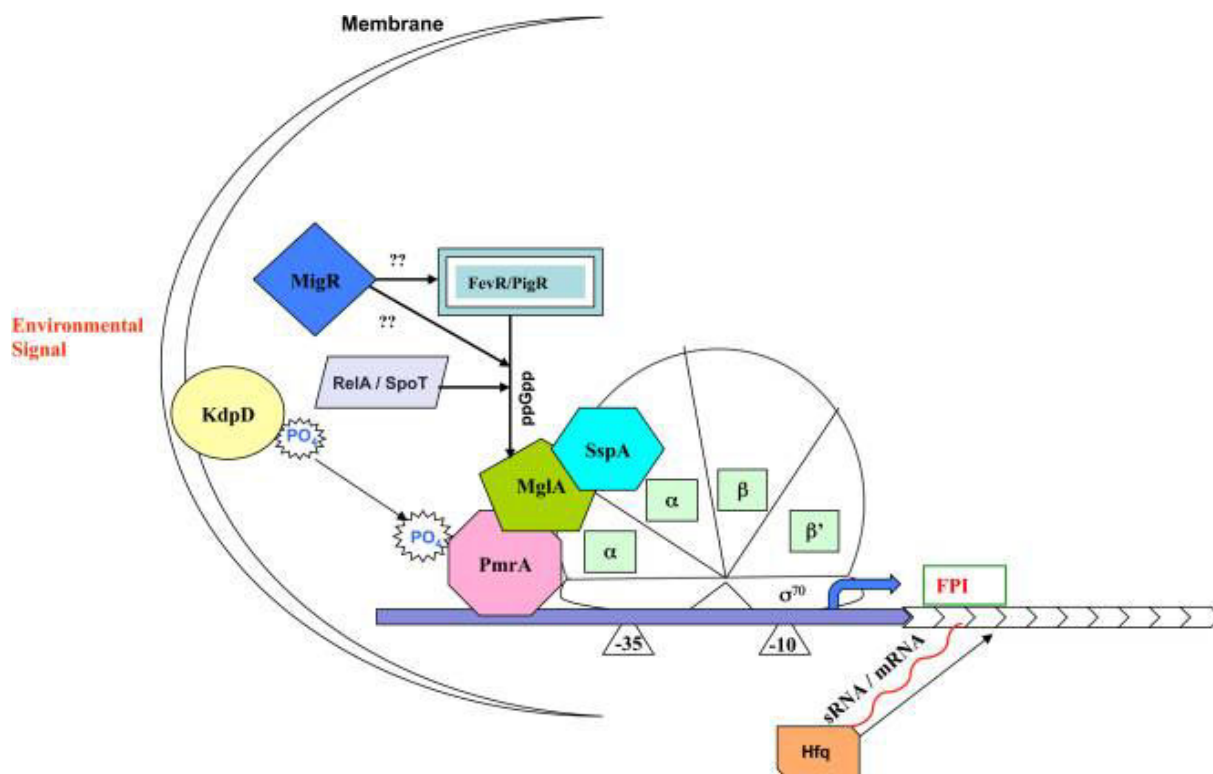 Membrane
MigR
??
??
FevR/PigR
Environmental
Signal
RelA / SpoT
ppGpp
KdpD
PO4
SspA
MglA
α
β
β’
PO4
PmrA
α
σ70
FPI
-35
-10
sRNA / mRNA
Hfq